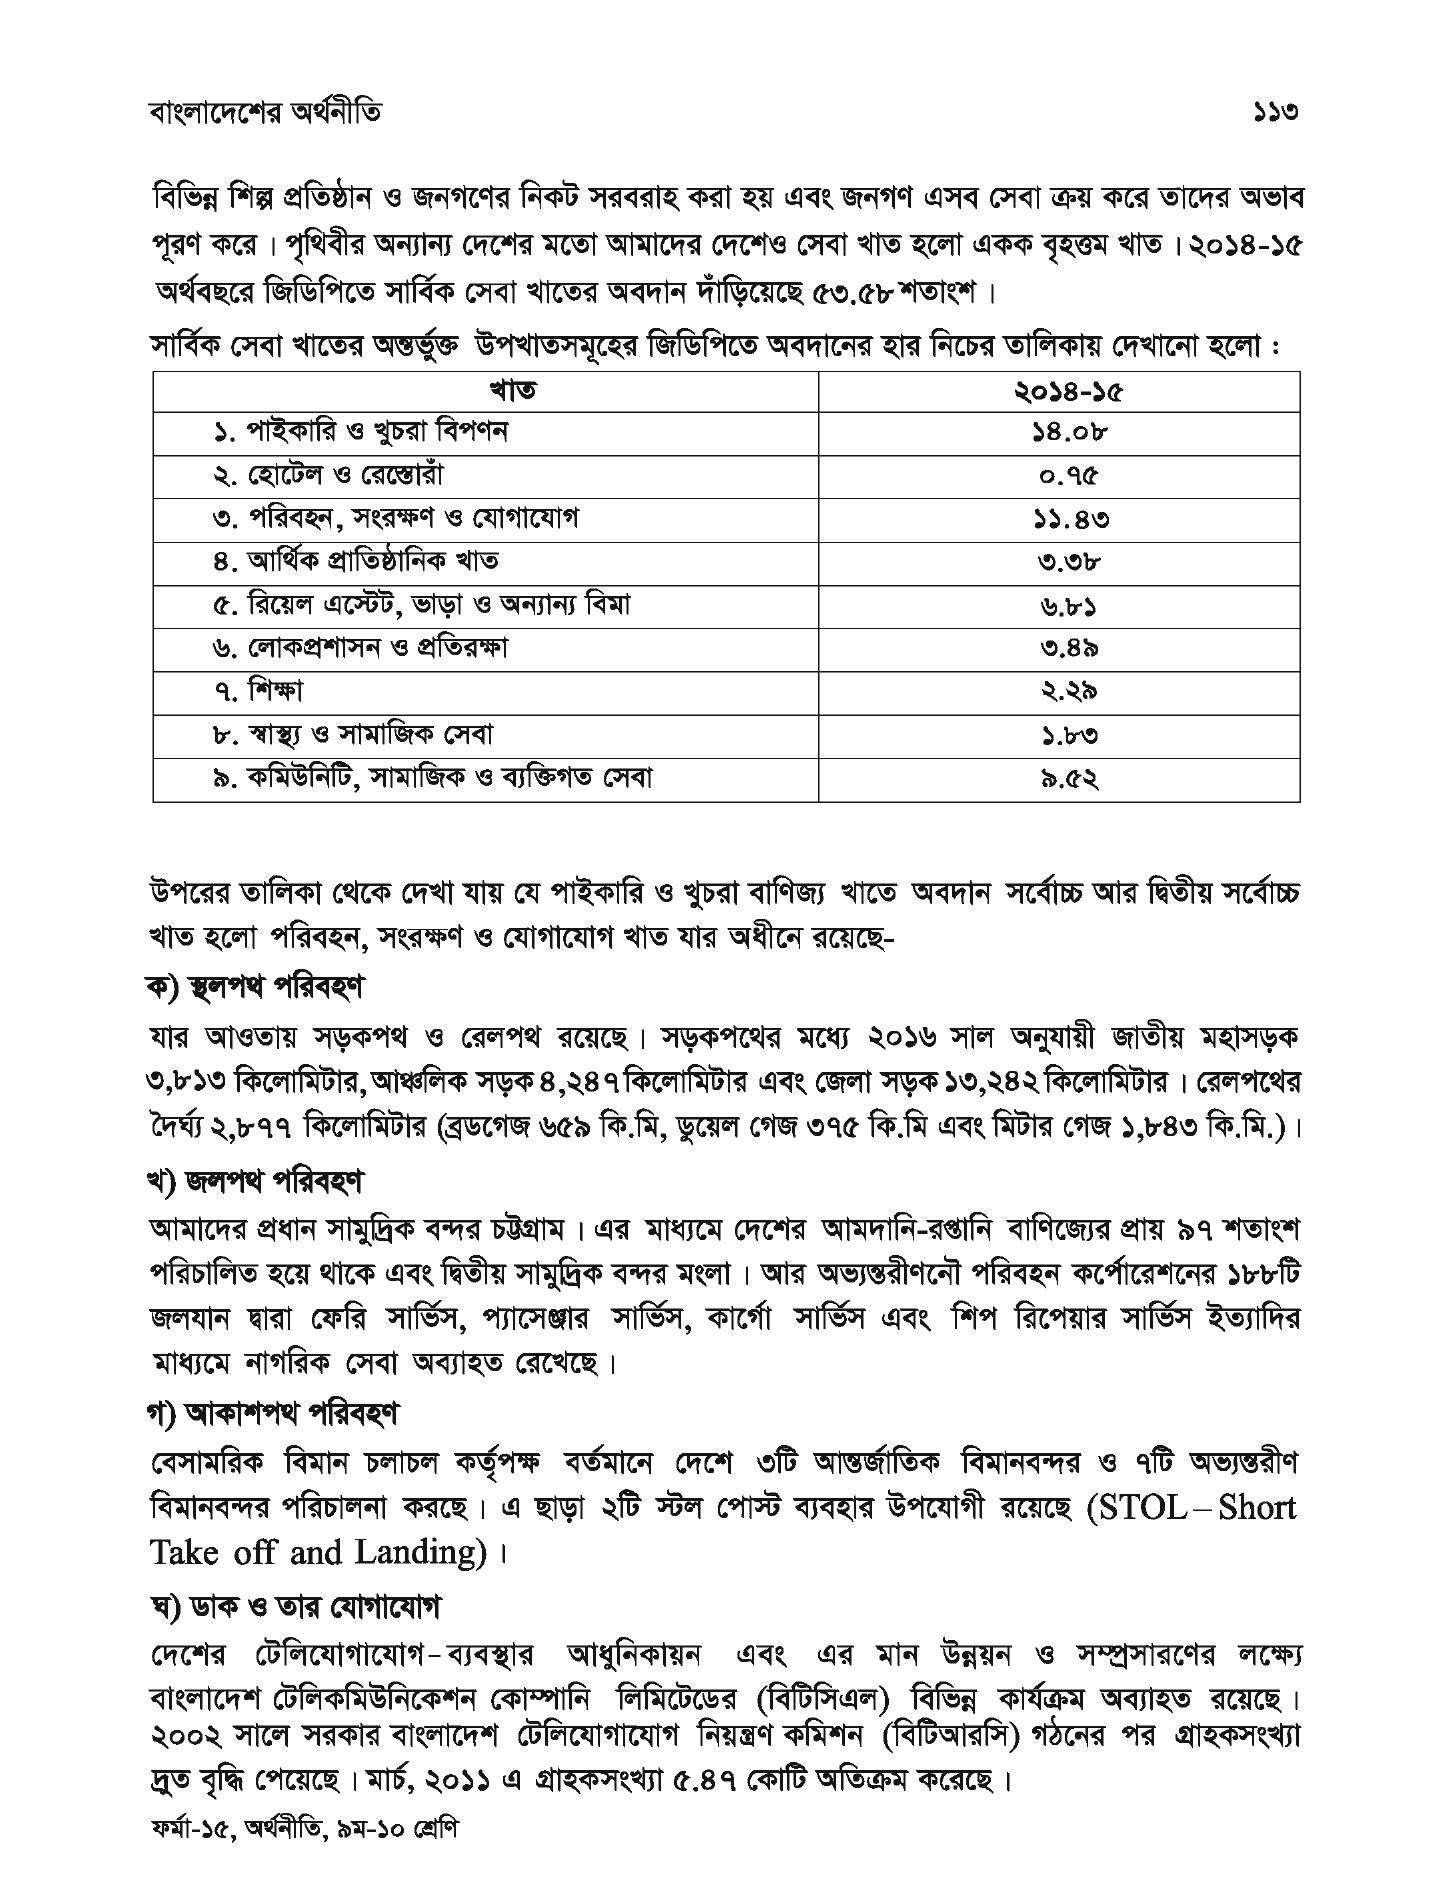 বাংলাদেশের অর্থনীতি ১১৩
বিভিন্ন শিল্প প্রতিষ্ঠান ও জনগণের নিকট সরবরাহ করা হয় এবং জনগণ এসব সেবা ক্রয় করে তাদের অভাব
পূরণ করে। পৃথিবীর অন্যান্য দেশের মতো আমাদের দেশেও সেবা খাত হলো একক বৃহত্তম খাত। ২০১৪-১৫
অর্থবছরে জিডিপিতে সার্বিক সেবা খাতের অবদান দাঁড়িয়েছে ৫৩.৫৮ শতাংশ।
সার্বিক সেবা খাতের অন্তর্ভুক্ত উপখাতসমূহের জিডিপিতে অবদানের হার নিচের তালিকায় দেখানো হলো :
খাত ২০১৪-১৫
১. পাইকারি ও খুচরা বিপণন ১৪.০৮
২. হোটেল ও রেস্তোরাঁ ০.৭৫
৩. পরিবহন, সংরক্ষণ ও যোগাযোগ ১১.৪৩
৪. আর্থিক প্রাতিষ্ঠানিক খাত ৩.৩৮
৫. রিয়েল এস্টেট, ভাড়া ও অন্যান্য বিমা ৬.৮১
৬. লোকপ্রশাসন ও প্রতিরক্ষা ৩.৪৯
৭. শিক্ষা ২.২৯
৮. স্বাস্থ্য ও সামাজিক সেবা ১.৮৩
৯. কমিউনিটি, সামাজিক ও ব্যক্তিগত সেবা ৯.৫২
উপরের তালিকা থেকে দেখা যায় যে পাইকারি ও খুচরা বাণিজ্য খাতে অবদান সর্বোচ্চ আর দ্বিতীয় সর্বোচ্চ
খাত হলো পরিবহন, সংরক্ষণ ও যোগাযোগ খাত যার অধীনে রয়েছে-
ক) স্থলপথ পরিবহণ
যার আওতায় সড়কপথ ও রেলপথ রয়েছে। সড়কপথের মধ্যে ২০১৬ সাল অনুযায়ী জাতীয় মহাসড়ক
৩,৮১৩ কিলোমিটার, আঞ্চলিক সড়ক ৪,২৪৭ কিলোমিটার এবং জেলা সড়ক ১৩,২৪২ কিলোমিটার। রেলপথের
দৈর্ঘ্য ২,৮৭৭ কিলোমিটার (ব্রডগেজ ৬৫৯ কি.মি, ডুয়েল গেজ ৩৭৫ কি.মি এবং মিটার গেজ ১,৮৪৩ কি.মি.)।
খ) জলপথ পরিবহণ
আমাদের প্রধান সামুদ্রিক বন্দর চট্টগ্রাম। এর মাধ্যমে দেশের আমদানি-রপ্তানি বাণিজ্যের প্রায় ৯৭ শতাংশ
পরিচালিত হয়ে থাকে এবং দ্বিতীয় সামুদ্রিক বন্দর মংলা। আর অভ্যন্তরীণনৌ পরিবহন কর্পোরেশনের ১৮৮টি
জলযান দ্বারা ফেরি সার্ভিস, প্যাসেঞ্জার সার্ভিস, কার্গো সার্ভিস এবং শিপ রিপেয়ার সার্ভিস ইত্যাদির
মাধ্যমে নাগরিক সেবা অব্যাহত রেখেছে।
গ) আকাশপথ পরিবহণ
বেসামরিক বিমান চলাচল কর্তৃপক্ষ বর্তমানে দেশে ৩টি আন্তর্জাতিক বিমানবন্দর ও ৭টি অভ্যন্তরীণ
বিমানবন্দর পরিচালনা করছে। এ ছাড়া ২টি স্টল পোস্ট ব্যবহার উপযোগী রয়েছে (STOL – Short
Take off and Landing)।
ঘ) ডাক ও তার যোগাযোগ
দেশের টেলিযোগাযোগ-ব্যবস্থার আধুনিকায়ন এবং এর মান উন্নয়ন ও সম্প্রসারণের লক্ষ্যে
বাংলাদেশ টেলিকমিউনিকেশন কোম্পানি লিমিটেডের (বিটিসিএল) বিভিন্ন কার্যক্রম অব্যাহত রয়েছে।
২০০২ সালে সরকার বাংলাদেশ টেলিযোগাযোগ নিয়ন্ত্রণ কমিশন (বিটিআরসি) গঠনের পর গ্রাহকসংখ্যা
দ্রুত বৃদ্ধি পেয়েছে। মার্চ, ২০১১ এ গ্রাহকসংখ্যা ৫.৪৭ কোটি অতিক্রম করেছে।
ফর্মা-১৫, অর্থনীতি, ৯ম-১০ শ্রেণি